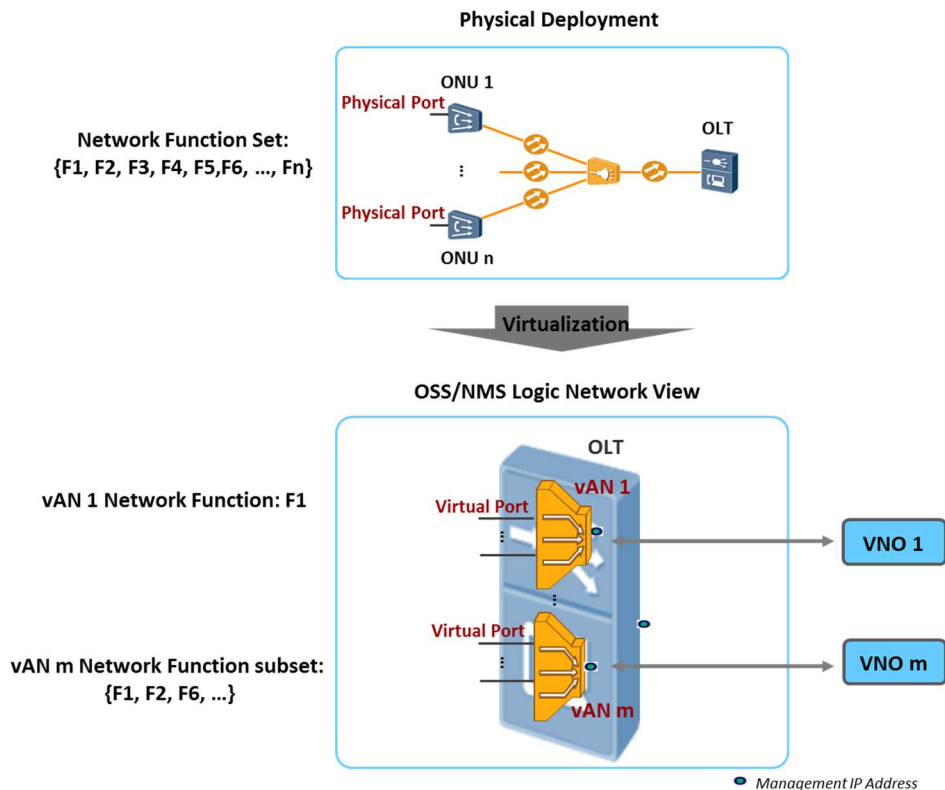 Physical Deployment
ONU 1
Physical Port
OLT
Network Function Set:
{F1, F2, F3, F4, F5,F6, ..., Fn}
...
Physical Port
ONU n
Virtualization
OSS/NMS Logic Network View
OLT
vAN 1
vAN 1 Network Function: F1
Virtual Port
...
VNO 1
...
Virtual Port
...
VNO m
vAN m Network Function subset:
{F1, F2, F6, ...}
vAN m
Management IP Address